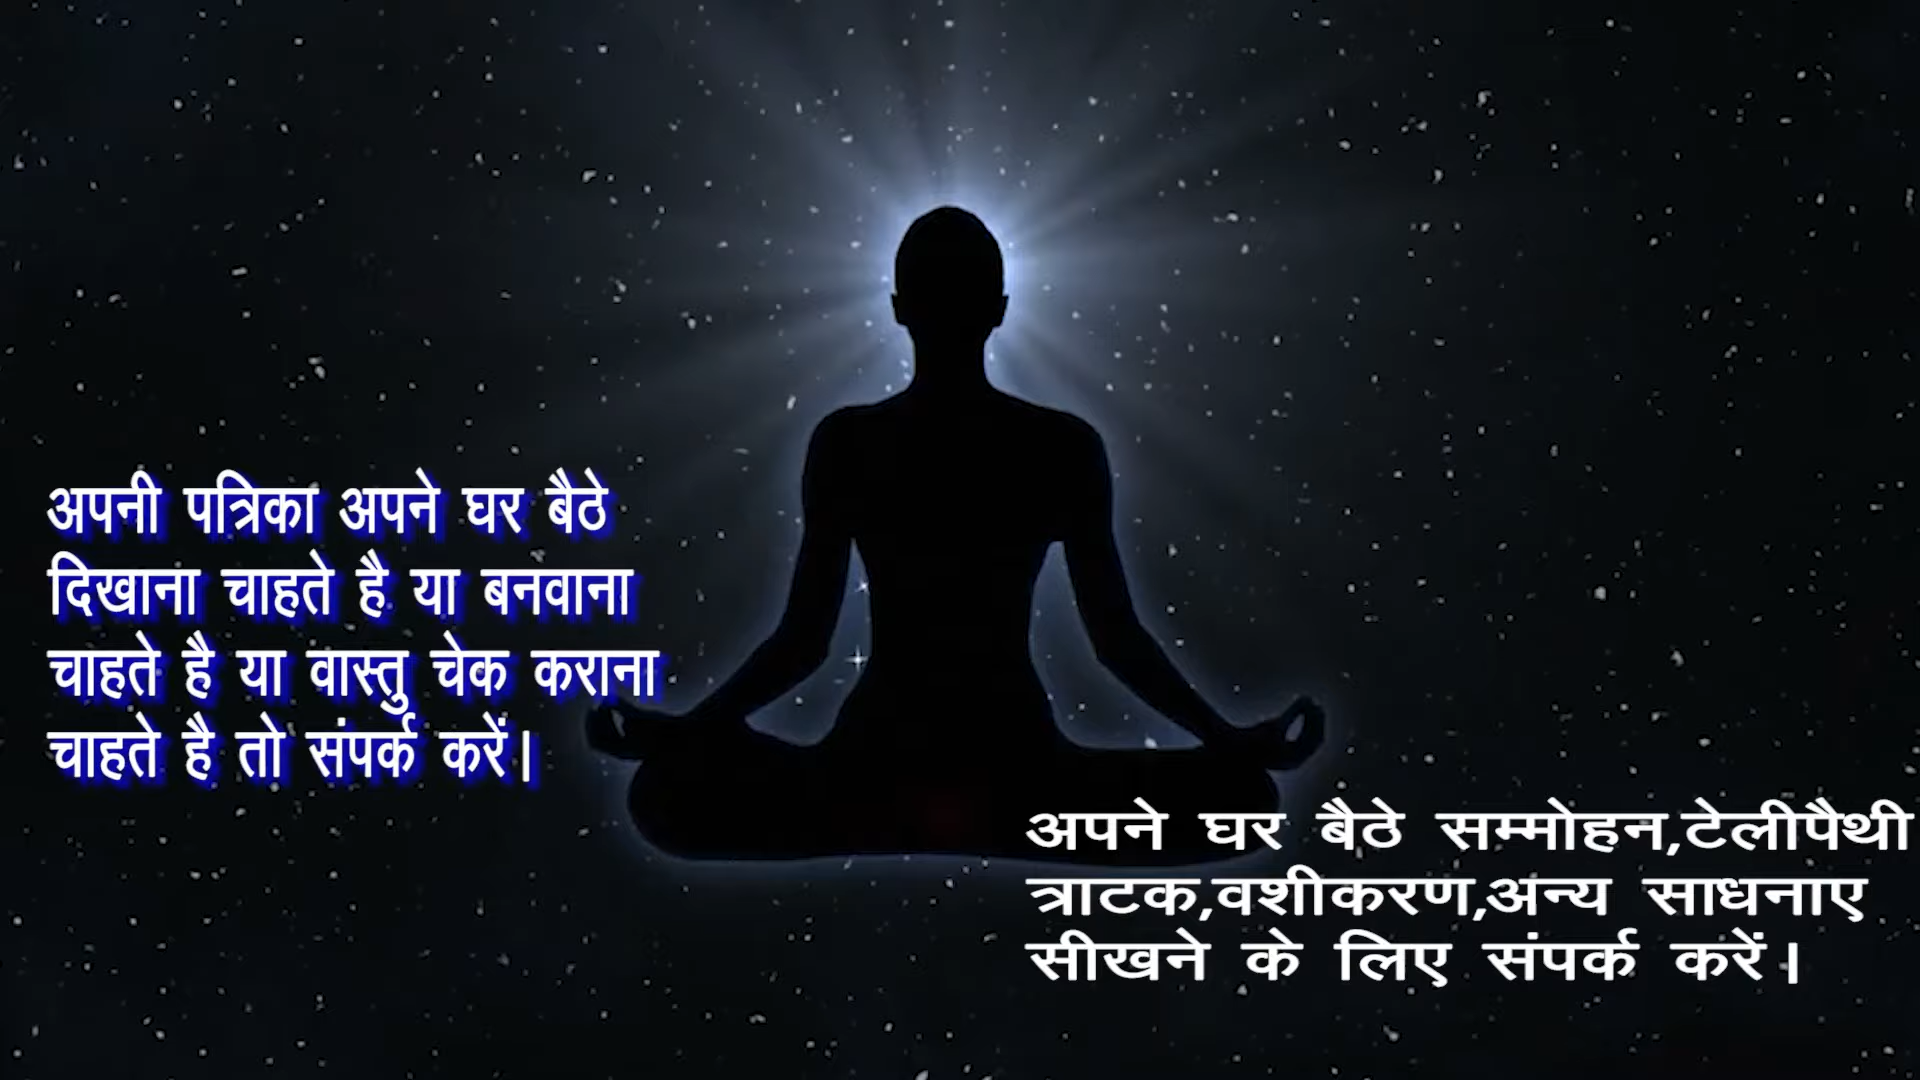 अपनी पत्रिका अपने घर बैठे
दिखाना चाहते है या बनवाना
चाहते है या वास्तु चेक कराना
चाहते है तो संपर्क करें।
अपने घर बैठे सम्मोहन,टेलीपैथी
त्राटक,वशीकरण,अन्य साधनाए
सीखने के लिए संपर्क करें।